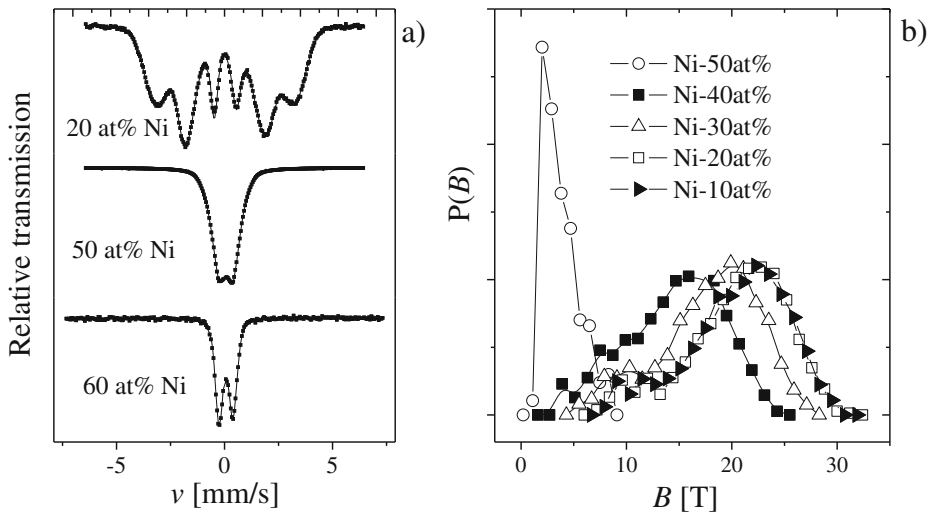 a)
Relative transmission
20 at% Ni
50 at% Ni
60 at% Ni
-5 0 5
v [mm/s]
b)
P(B)
Ni-50at%
Ni-40at%
Ni-30at%
Ni-20at%
Ni-10at%
0 10 20 30
B [T]